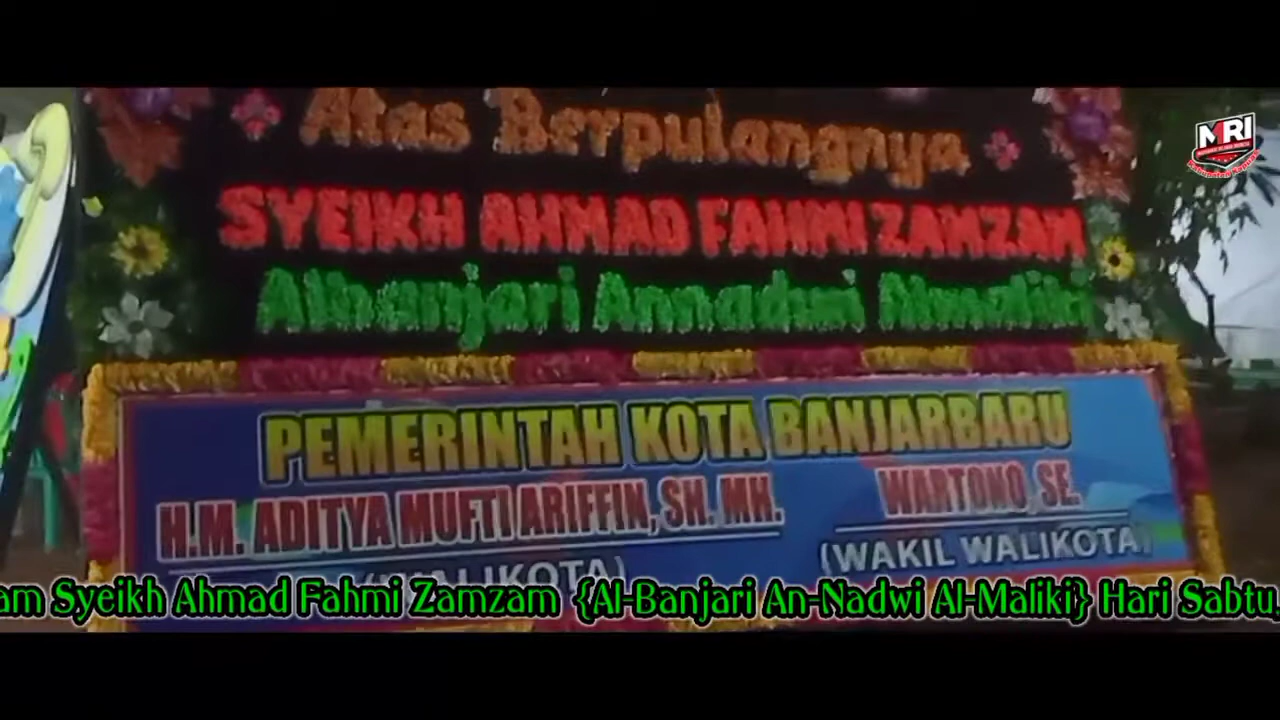 Atas Berpulangnya
MRI
SYEIKH AHMAD FAHMI ZAMZAM
Albanjari Annadwi Almaliki
PEMERINTAH KOTA BANJARBARU
H.M. ADITYA MUFTI ARIFFIN, SH. MH.
WARTONO, SE.
(WALIKOTA)
(WAKIL WALIKOTA)
am Syeikh Ahmad Fahmi Zamzam {Al-Banjari An-Nadwi Al-Maliki} Hari Sabtu,